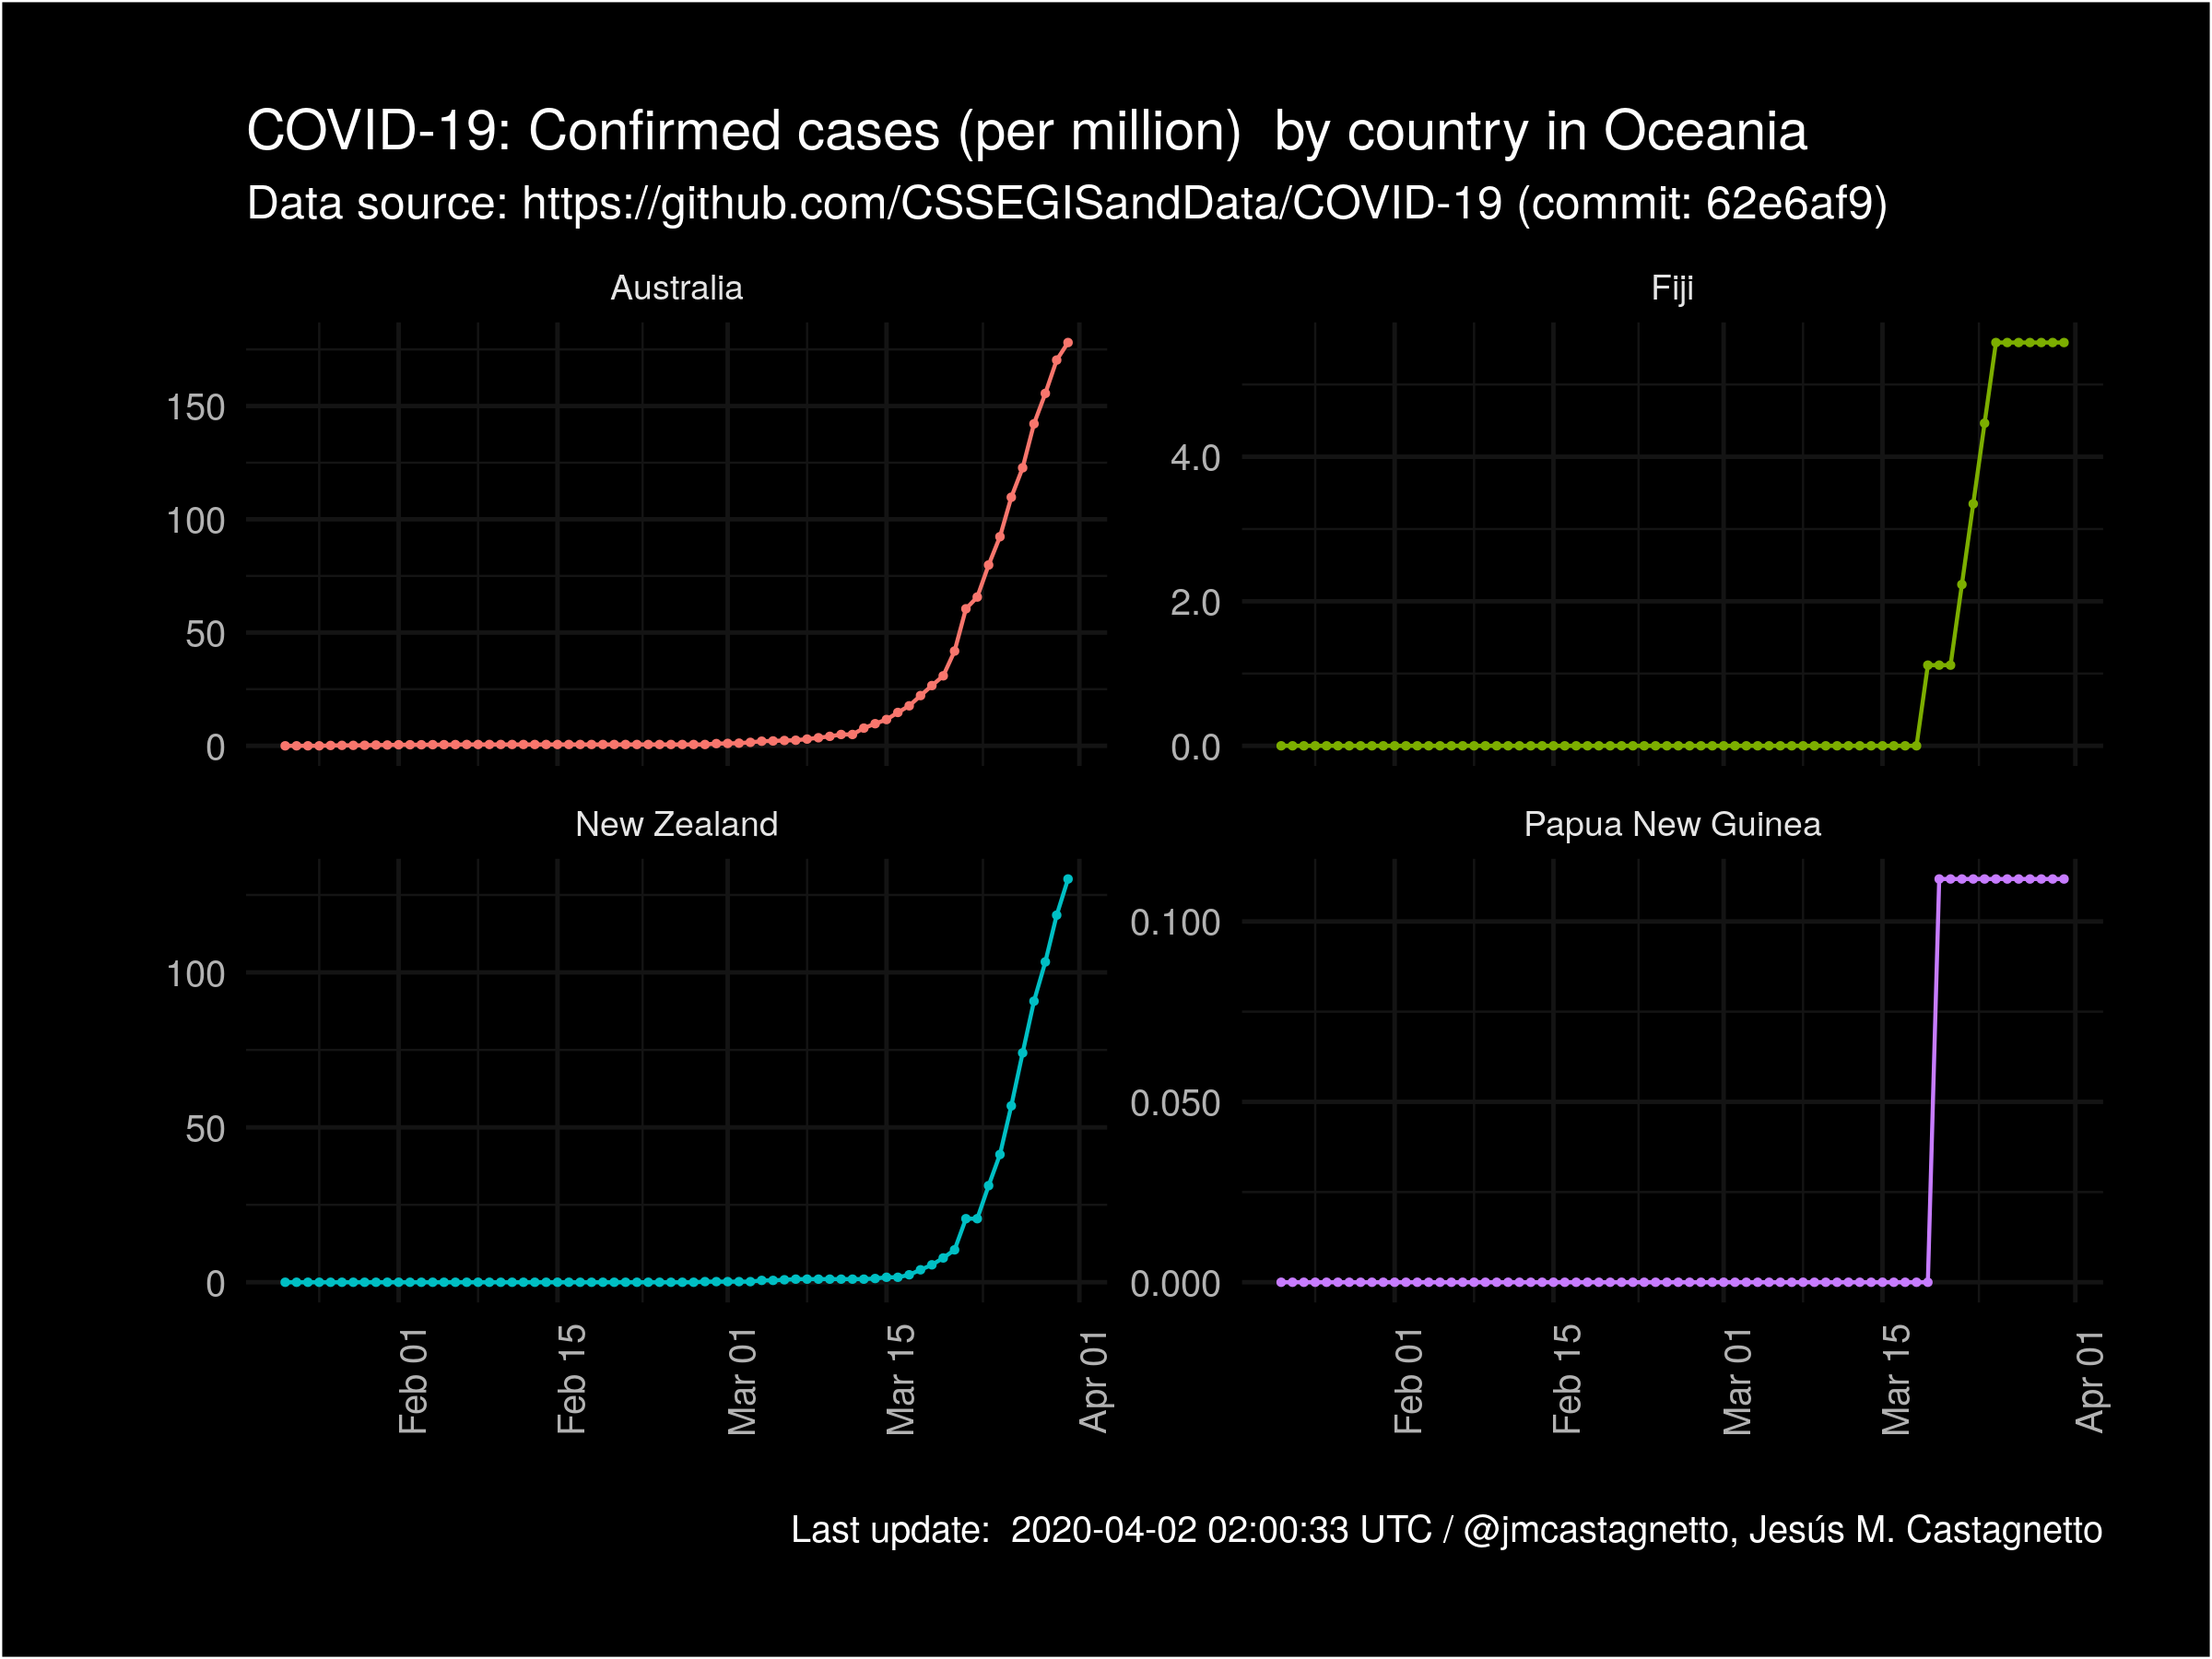 COVID-19: Confirmed cases (per million)  by country in Oceania
Data source: https://github.com/CSSEGISandData/COVID-19 (commit: 62e6af9)
Australia
150
100
50
0
Fiji
4.0
2.0
0.0
New Zealand
100
50
0
Papua New Guinea
0.100
0.050
0.000
Feb 01
Feb 15
Mar 01
Mar 15
Apr 01
Feb 01
Feb 15
Mar 01
Mar 15
Apr 01
Last update:  2020-04-02 02:00:33 UTC / @jmcastagnetto, Jesús M. Castagnetto